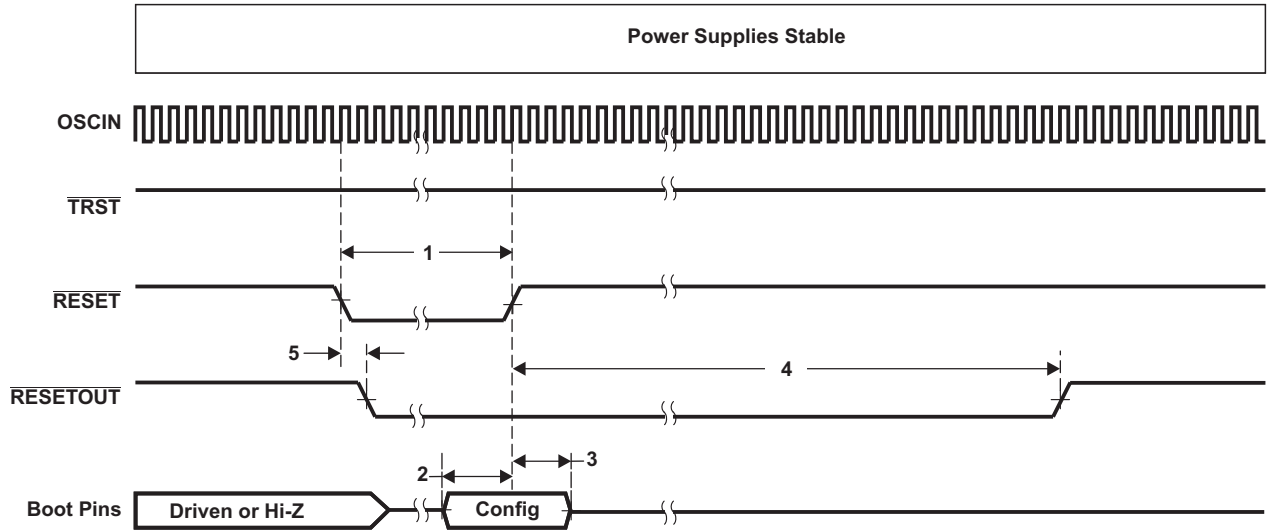 Power Supplies Stable
OSCIN
TRST
1
RESET
5
4
RESETOUT
2
3
Boot Pins
Driven or Hi-Z
Config